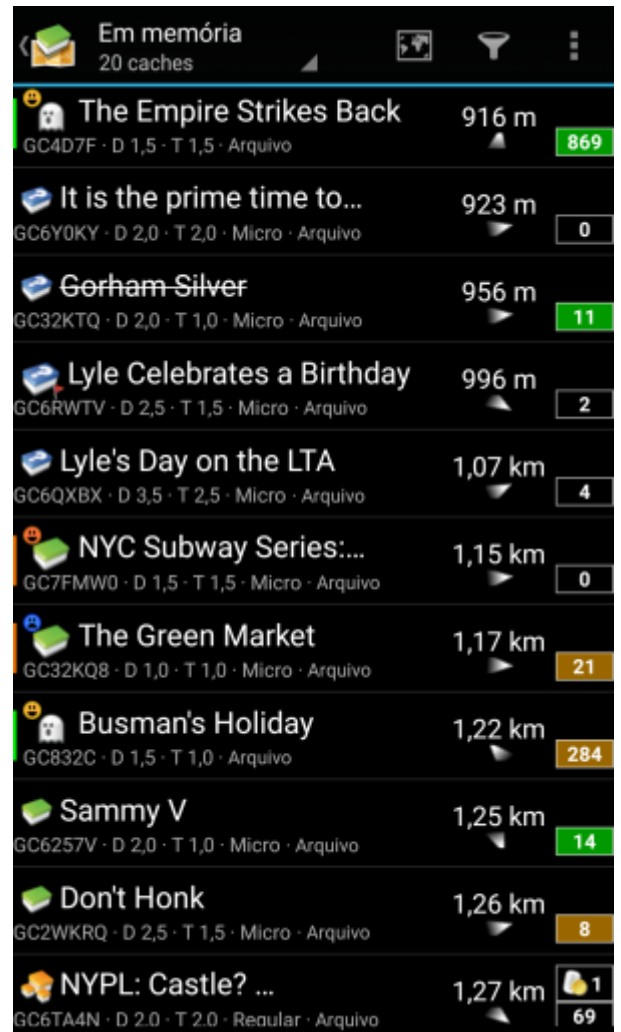 Em memória
20 caches
The Empire Strikes Back 916 m
GC4D7F · D 1,5 · T 1,5 · Arquivo 869
It is the prime time to… 923 m
GC6Y0KY · D 2,0 · T 2,0 · Micro · Arquivo 0
Gorham Silver 956 m
GC32KTQ · D 2,0 · T 1,0 · Micro · Arquivo 11
Lyle Celebrates a Birthday 996 m
GC6RWTV · D 2,5 · T 1,5 · Micro · Arquivo 2
Lyle's Day on the LTA 1,07 km
GC6QXBX · D 3,5 · T 2,5 · Micro · Arquivo 4
NYC Subway Series:… 1,15 km
GC7FMW0 · D 1,5 · T 1,5 · Micro · Arquivo 0
The Green Market 1,17 km
GC32KQ8 · D 1,0 · T 1,0 · Micro · Arquivo 21
Busman's Holiday 1,22 km
GC832C · D 1,5 · T 1,0 · Arquivo 284
Sammy V 1,25 km
GC6257V · D 2,0 · T 1,0 · Micro · Arquivo 14
Don't Honk 1,26 km
GC2WKRQ · D 2,5 · T 1,5 · Micro · Arquivo 8
NYPL: Castle? … 1,27 km 1
GC6TA4N · D 2,0 · T 2,0 · Regular · Arquivo 69